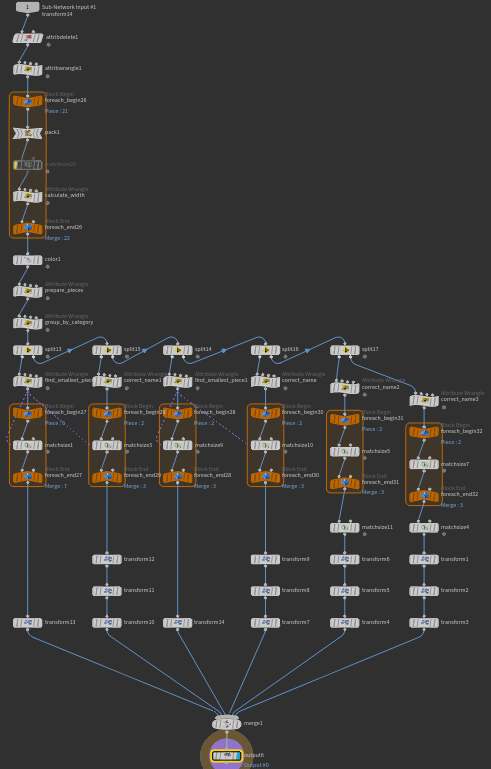 Sub-Network Input #1
transform14
attribdelete1
attribwrangle1
Block Begin
foreach_begin26
Piece : 21
pack1
matchsize20
Attribute Wrangle
calculate_width
Block End
foreach_end26
Merge : 22
color1
Attribute Wrangle
prepare_pieces
Attribute Wrangle
group_by_category
split13
split15
split14
split16
split17
Attribute Wrangle
find_smallest_piece
Attribute Wrangle
correct_name1
Attribute Wrangle
find_smallest_piece1
Attribute Wrangle
correct_name
Attribute Wrangle
correct_name2
Attribute Wrangle
correct_name3
Block Begin
foreach_begin27
Piece : 6
Block Begin
foreach_begin29
Piece : 2
Block Begin
foreach_begin28
Piece : 2
Block Begin
foreach_begin30
Piece : 2
Block Begin
foreach_begin31
Piece : 2
Block Begin
foreach_begin32
Piece : 2
matchsize1
matchsize3
matchsize9
matchsize10
matchsize5
matchsize7
Block End
foreach_end27
Merge : 7
Block End
foreach_end29
Merge : 3
Block End
foreach_end28
Merge : 3
Block End
foreach_end30
Merge : 3
Block End
foreach_end31
Merge : 3
Block End
foreach_end32
Merge : 3
matchsize11
matchsize4
transform12
transform9
transform6
transform1
transform11
transform8
transform5
transform2
transform13
transform10
transform14
transform7
transform4
transform3
merge1
output0
Output #0